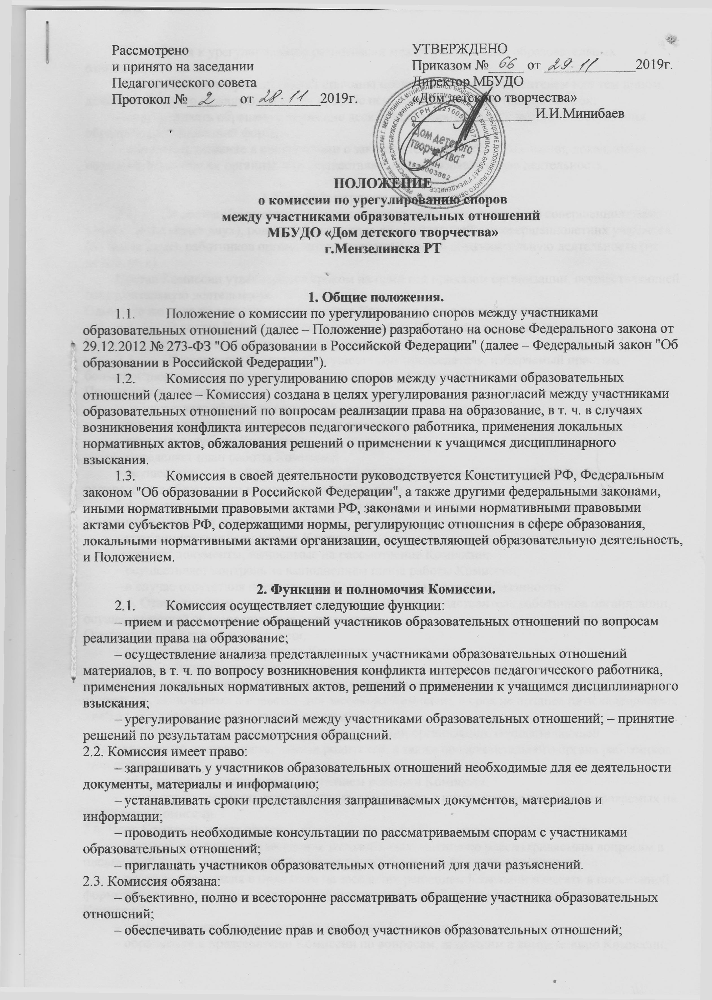 Рассмотрено
и принято на заседании
Педагогического совета
Протокол № 2 от 28.11 2019г.
УТВЕРЖДЕНО
Приказом № 66 от 29.11 2019г.
Директор МБУДО
«Дом детского творчества»
И.И.Минибаев
"Дом детского
творчества"
ИНН
ПОЛОЖЕНИЕ
о комиссии по урегулированию споров
между участниками образовательных отношений
МБУДО «Дом детского творчества»
г.Мензелинска РТ
1. Общие положения.
1.1. Положение о комиссии по урегулированию споров между участниками
образовательных отношений (далее – Положение) разработано на основе Федерального закона от
29.12.2012 № 273-ФЗ "Об образовании в Российской Федерации" (далее – Федеральный закон "Об
образовании в Российской Федерации").
1.2. Комиссия по урегулированию споров между участниками образовательных
отношений (далее – Комиссия) создана в целях урегулирования разногласий между участниками
образовательных отношений по вопросам реализации права на образование, в т. ч. в случаях
возникновения конфликта интересов педагогического работника, применения локальных
нормативных актов, обжалования решений о применении к учащимся дисциплинарного
взыскания.
1.3. Комиссия в своей деятельности руководствуется Конституцией РФ, Федеральным
законом "Об образовании в Российской Федерации", а также другими федеральными законами,
иными нормативными правовыми актами РФ, законами и иными нормативными правовыми
актами субъектов РФ, содержащими нормы, регулирующие отношения в сфере образования,
локальными нормативными актами организации, осуществляющей образовательную деятельность,
и Положением.
2. Функции и полномочия Комиссии.
2.1. Комиссия осуществляет следующие функции:
– прием и рассмотрение обращений участников образовательных отношений по вопросам
реализации права на образование;
– осуществление анализа представленных участниками образовательных отношений
материалов, в т. ч. по вопросу возникновения конфликта интересов педагогического работника,
применения локальных нормативных актов, решений о применении к учащимся дисциплинарного
взыскания;
– урегулирование разногласий между участниками образовательных отношений; – принятие
решений по результатам рассмотрения обращений.
2.2. Комиссия имеет право:
– запрашивать у участников образовательных отношений необходимые для ее деятельности
документы, материалы и информацию;
– устанавливать сроки представления запрашиваемых документов, материалов и
информации;
– проводить необходимые консультации по рассматриваемым спорам с участниками
образовательных отношений;
– приглашать участников образовательных отношений для дачи разъяснений.
2.3. Комиссия обязана:
– объективно, полно и всесторонне рассматривать обращение участника образовательных
отношений;
– обеспечивать соблюдение прав и свобод участников образовательных отношений;